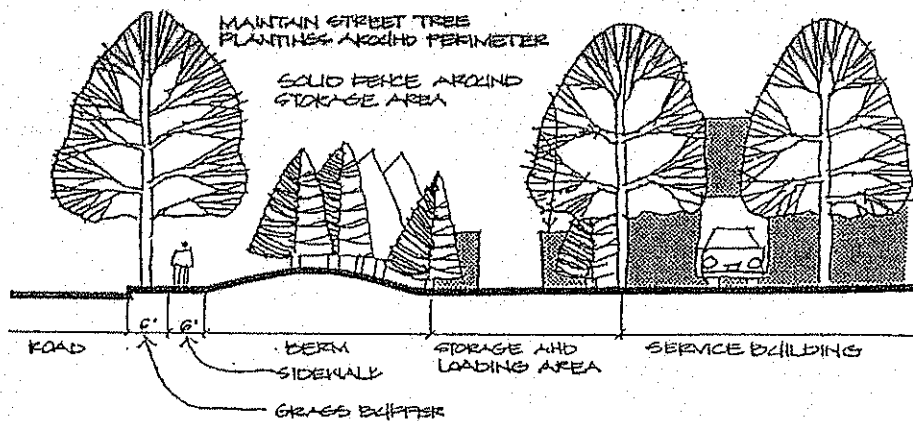 MAINTAIN STREET TREE
PLANTINGS AROUND PERIMETER
SOLID FENCE AROUND
STORAGE AREA
6' 6'
ROAD
BERM
STORAGE AND
LOADING AREA
SERVICE BUILDING
SIDEWALK
GRASS BUFFER